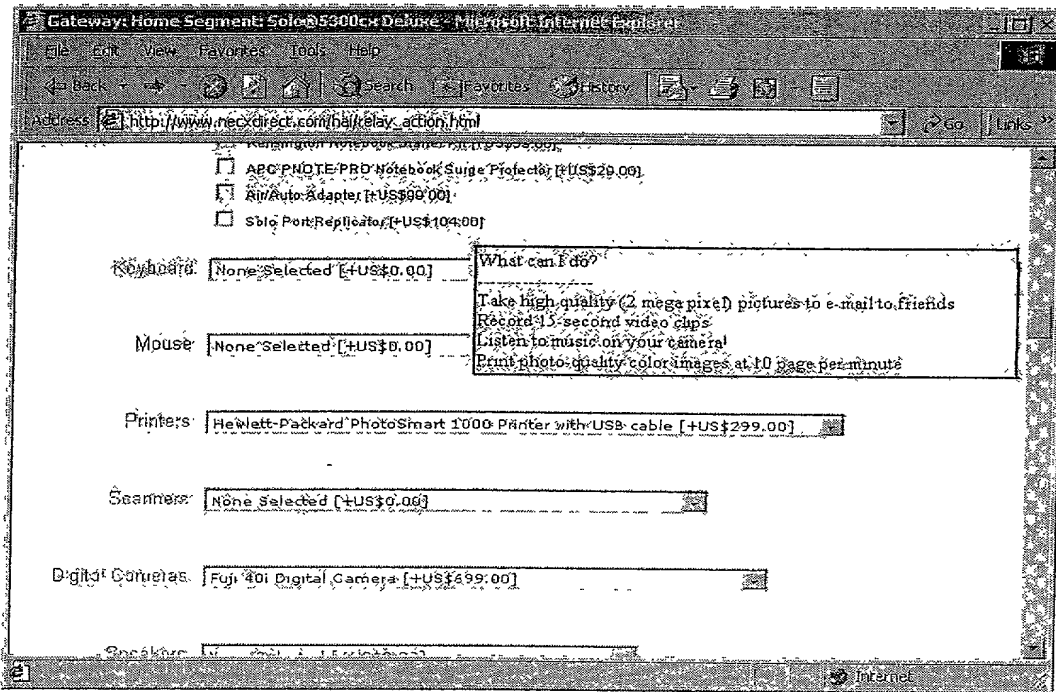 Gateway: Home Segment: Solo®5300cx Deluxe - Microsoft Internet Explorer
File Edit View Favorites Tools Help
Back Search Favorites History
Address http://www.necxdirect.com/hal/relay_action.html Go Links
APC PNOTE-PRO Notebook Surge Protector [+US$29.00]
Air/Auto Adapter [+US$99.00]
Solo Port Replicator [+US$104.00]
Keyboard: None Selected [+US$0.00]
What can I do?
------------------
Take high quality (2 mega pixel) pictures to e-mail to friends
Record 15-second video clips
Mouse None Selected [+US$0.00]
Listen to music on your camera!
Print photo-quality color images at 10 page per minute
Printers: Hewlett-Packard PhotoSmart 1000 Printer with USB cable [+US$299.00]
Scanners: None Selected [+US$0.00]
Digital Cameras: Fuji 40i Digital Camera [+US$699.00]
Speakers
Internet